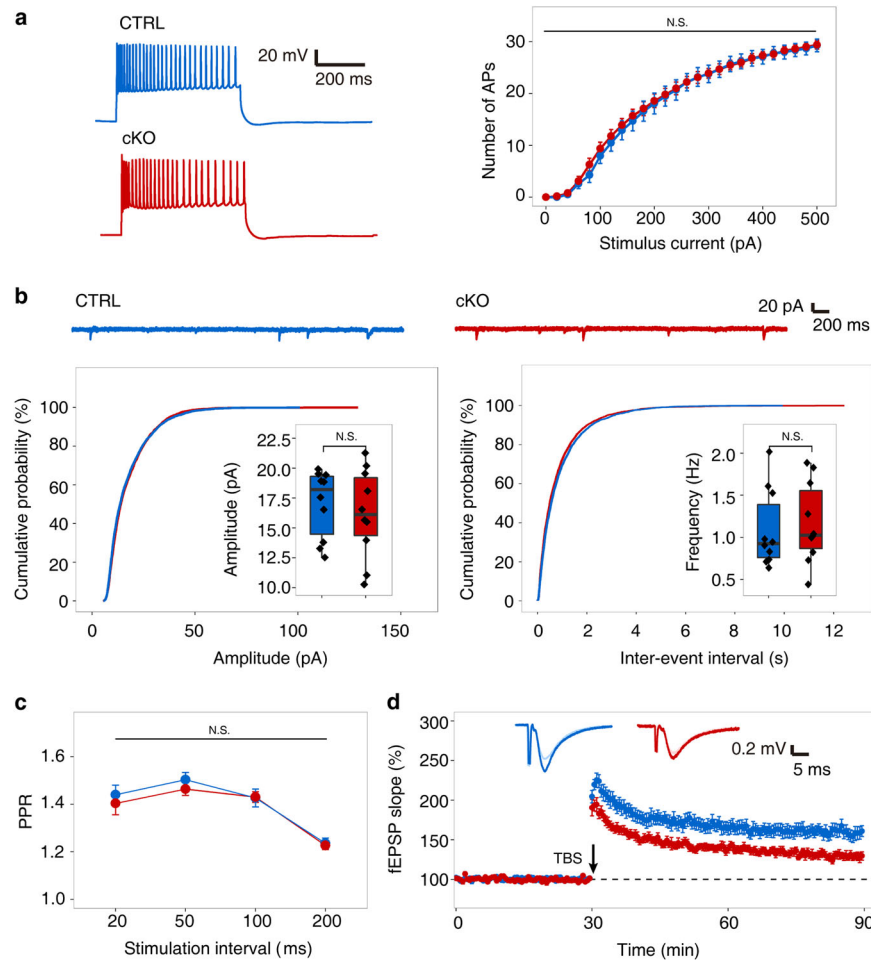 a
CTRL
20 mV
200 ms
cKO
N.S.
30
20
10
0
Number of APs
0 100 200 300 400 500
Stimulus current (pA)
b
CTRL
cKO
20 pA
200 ms
100
80
60
40
20
0
Cumulative probability (%)
0 50 100 150
Amplitude (pA)
N.S.
22.5
20.0
17.5
15.0
12.5
10.0
Amplitude (pA)
100
80
60
40
20
0
Cumulative probability (%)
0 2 4 6 8 10 12
Inter-event interval (s)
N.S.
2.0
1.5
1.0
0.5
Frequency (Hz)
c
N.S.
1.6
1.4
1.2
1.0
PPR
20 50 100 200
Stimulation interval (ms)
d
300
250
200
150
100
fEPSP slope (%)
0.2 mV
5 ms
TBS
0 30 60 90
Time (min)